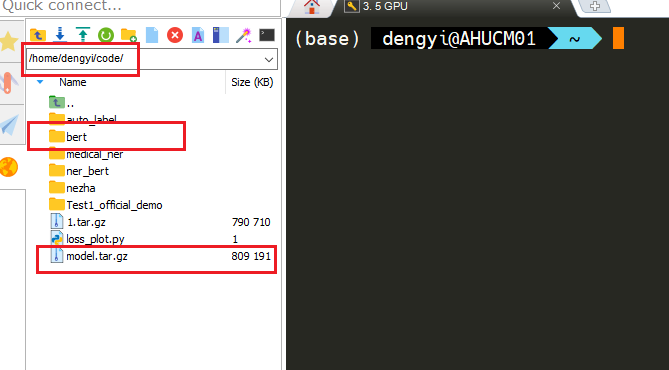 Quick connect...
3. 5 GPU
/home/dengyi/code/
Name
Size (KB)
..
auto_label
bert
medical_ner
ner_bert
nezha
Test1_official_demo
1.tar.gz
790 710
loss_plot.py
1
model.tar.gz
809 191
(base) dengyi@AHUCM01 ~